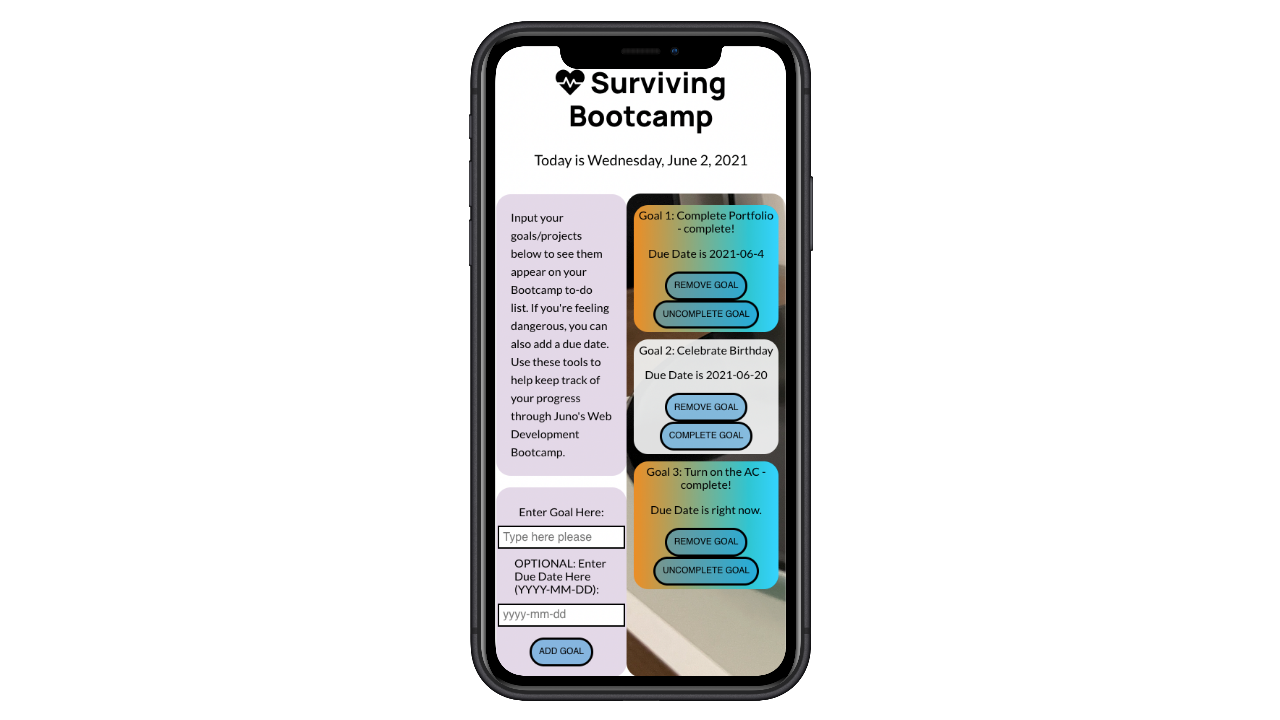 Surviving
Bootcamp
Today is Wednesday, June 2, 2021
Input your
goals/projects
below to see them
appear on your
Bootcamp to-do
list. If you're feeling
dangerous, you can
also add a due date.
Use these tools to
help keep track of
your progress
through Juno's Web
Development
Bootcamp.
Enter Goal Here:
Type here please
OPTIONAL: Enter
Due Date Here
(YYYY-MM-DD):
yyyy-mm-dd
ADD GOAL
Goal 1: Complete Portfolio
- complete!
Due Date is 2021-06-4
REMOVE GOAL
UNCOMPLETE GOAL
Goal 2: Celebrate Birthday
Due Date is 2021-06-20
REMOVE GOAL
COMPLETE GOAL
Goal 3: Turn on the AC -
complete!
Due Date is right now.
REMOVE GOAL
UNCOMPLETE GOAL